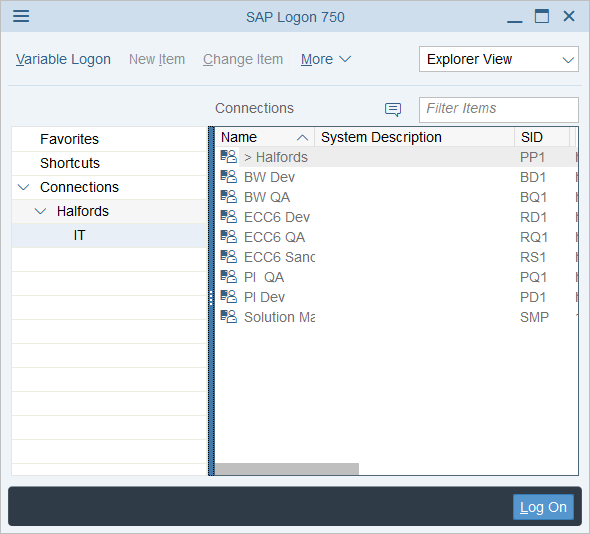 SAP Logon 750
Variable Logon New Item Change Item More Explorer View
Connections Filter Items
Favorites
Shortcuts
Connections
Halfords
IT
Name System Description SID
> Halfords PP1
BW Dev BD1
BW QA BQ1
ECC6 Dev RD1
ECC6 QA RQ1
ECC6 Sand RS1
PI QA PQ1
PI Dev PD1
Solution Ma SMP
Log On